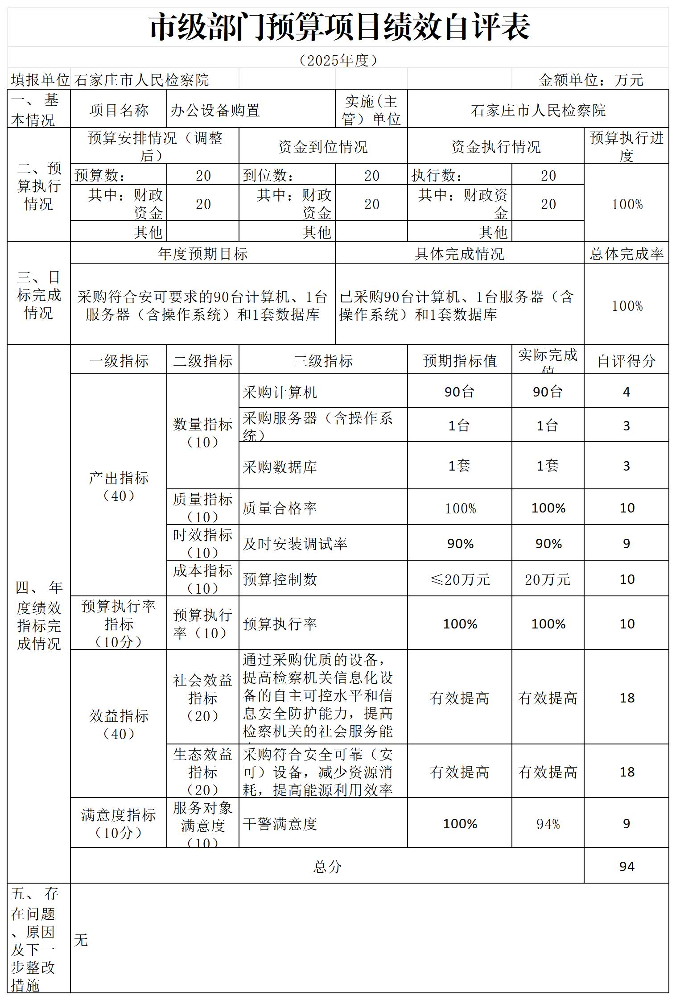 市级部门预算项目绩效自评表
（2025年度）
填报单位 石家庄市人民检察院 金额单位：万元
一、 基
本情况
项目名称
办公设备购置
实施(主
管）单位
石家庄市人民检察院
二、预
算执行
情况
预算安排情况（调整
后）
资金到位情况
资金执行情况
预算执行进
度
预算数： 20 到位数： 20 执行数： 20
100%
其中：财政
资金
20
其中：财政
资金
20
其中：财政资
金
20
其他 其他 其他
三、目
标完成
情况
年度预期目标 具体完成情况 总体完成率
采购符合安可要求的90台计算机、1台
服务器（含操作系统）和1套数据库
已采购90台计算机、1台服务器（含
操作系统）和1套数据库
100%
四、 年
度绩效
指标完
成情况
一级指标 二级指标 三级指标 预期指标值
实际完成
值
自评得分
产出指标
（40）
数量指标
（10）
采购计算机 90台 90台 4
采购服务器（含操作系
统）
1台 1台 3
采购数据库 1套 1套 3
质量指标
（10）
质量合格率 100% 100% 10
时效指标
（10）
及时安装调试率 90% 90% 9
成本指标
（10）
预算控制数 ≤20万元 20万元 10
预算执行率
指标
（10分）
预算执行
率（10）
预算执行率 100% 100% 10
效益指标
（40）
社会效益
指标
（20）
通过采购优质的设备，
提高检察机关信息化设
备的自主可控水平和信
息安全防护能力，提高
检察机关的社会服务能
有效提高 有效提高 18
生态效益
指标
（20）
采购符合安全可靠（安
可）设备，减少资源消
耗，提高能源利用效率
有效提高 有效提高 18
满意度指标
（10分）
服务对象
满意度
（10）
干警满意度 100% 94% 9
总分 94
五、 存
在问题
、原因
及下一
步整改
措施
无